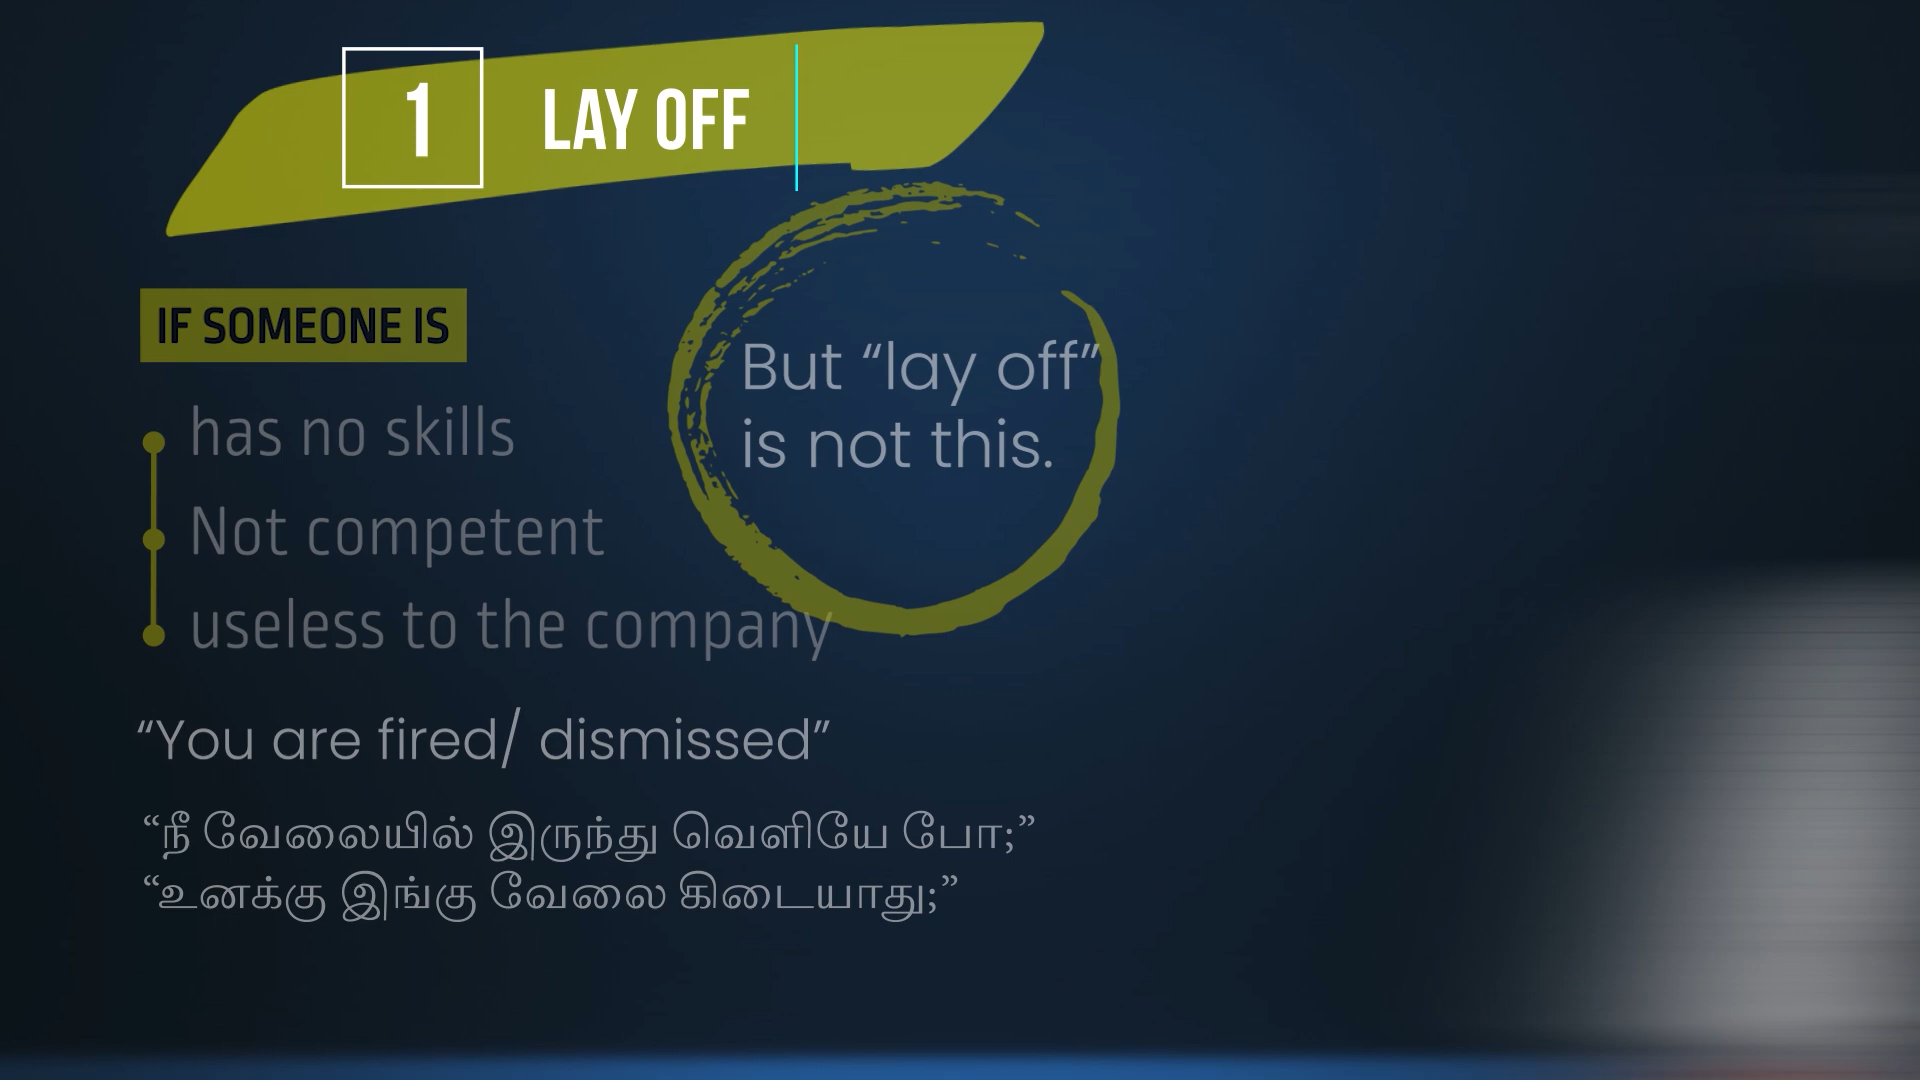 1 LAY OFF
IF SOMEONE IS
has no skills
Not competent
useless to the company
But “lay off”
is not this.
“You are fired/ dismissed”
“நீ வேலையில் இருந்து வெளியே போ;”
“உனக்கு இங்கு வேலை கிடையாது;”